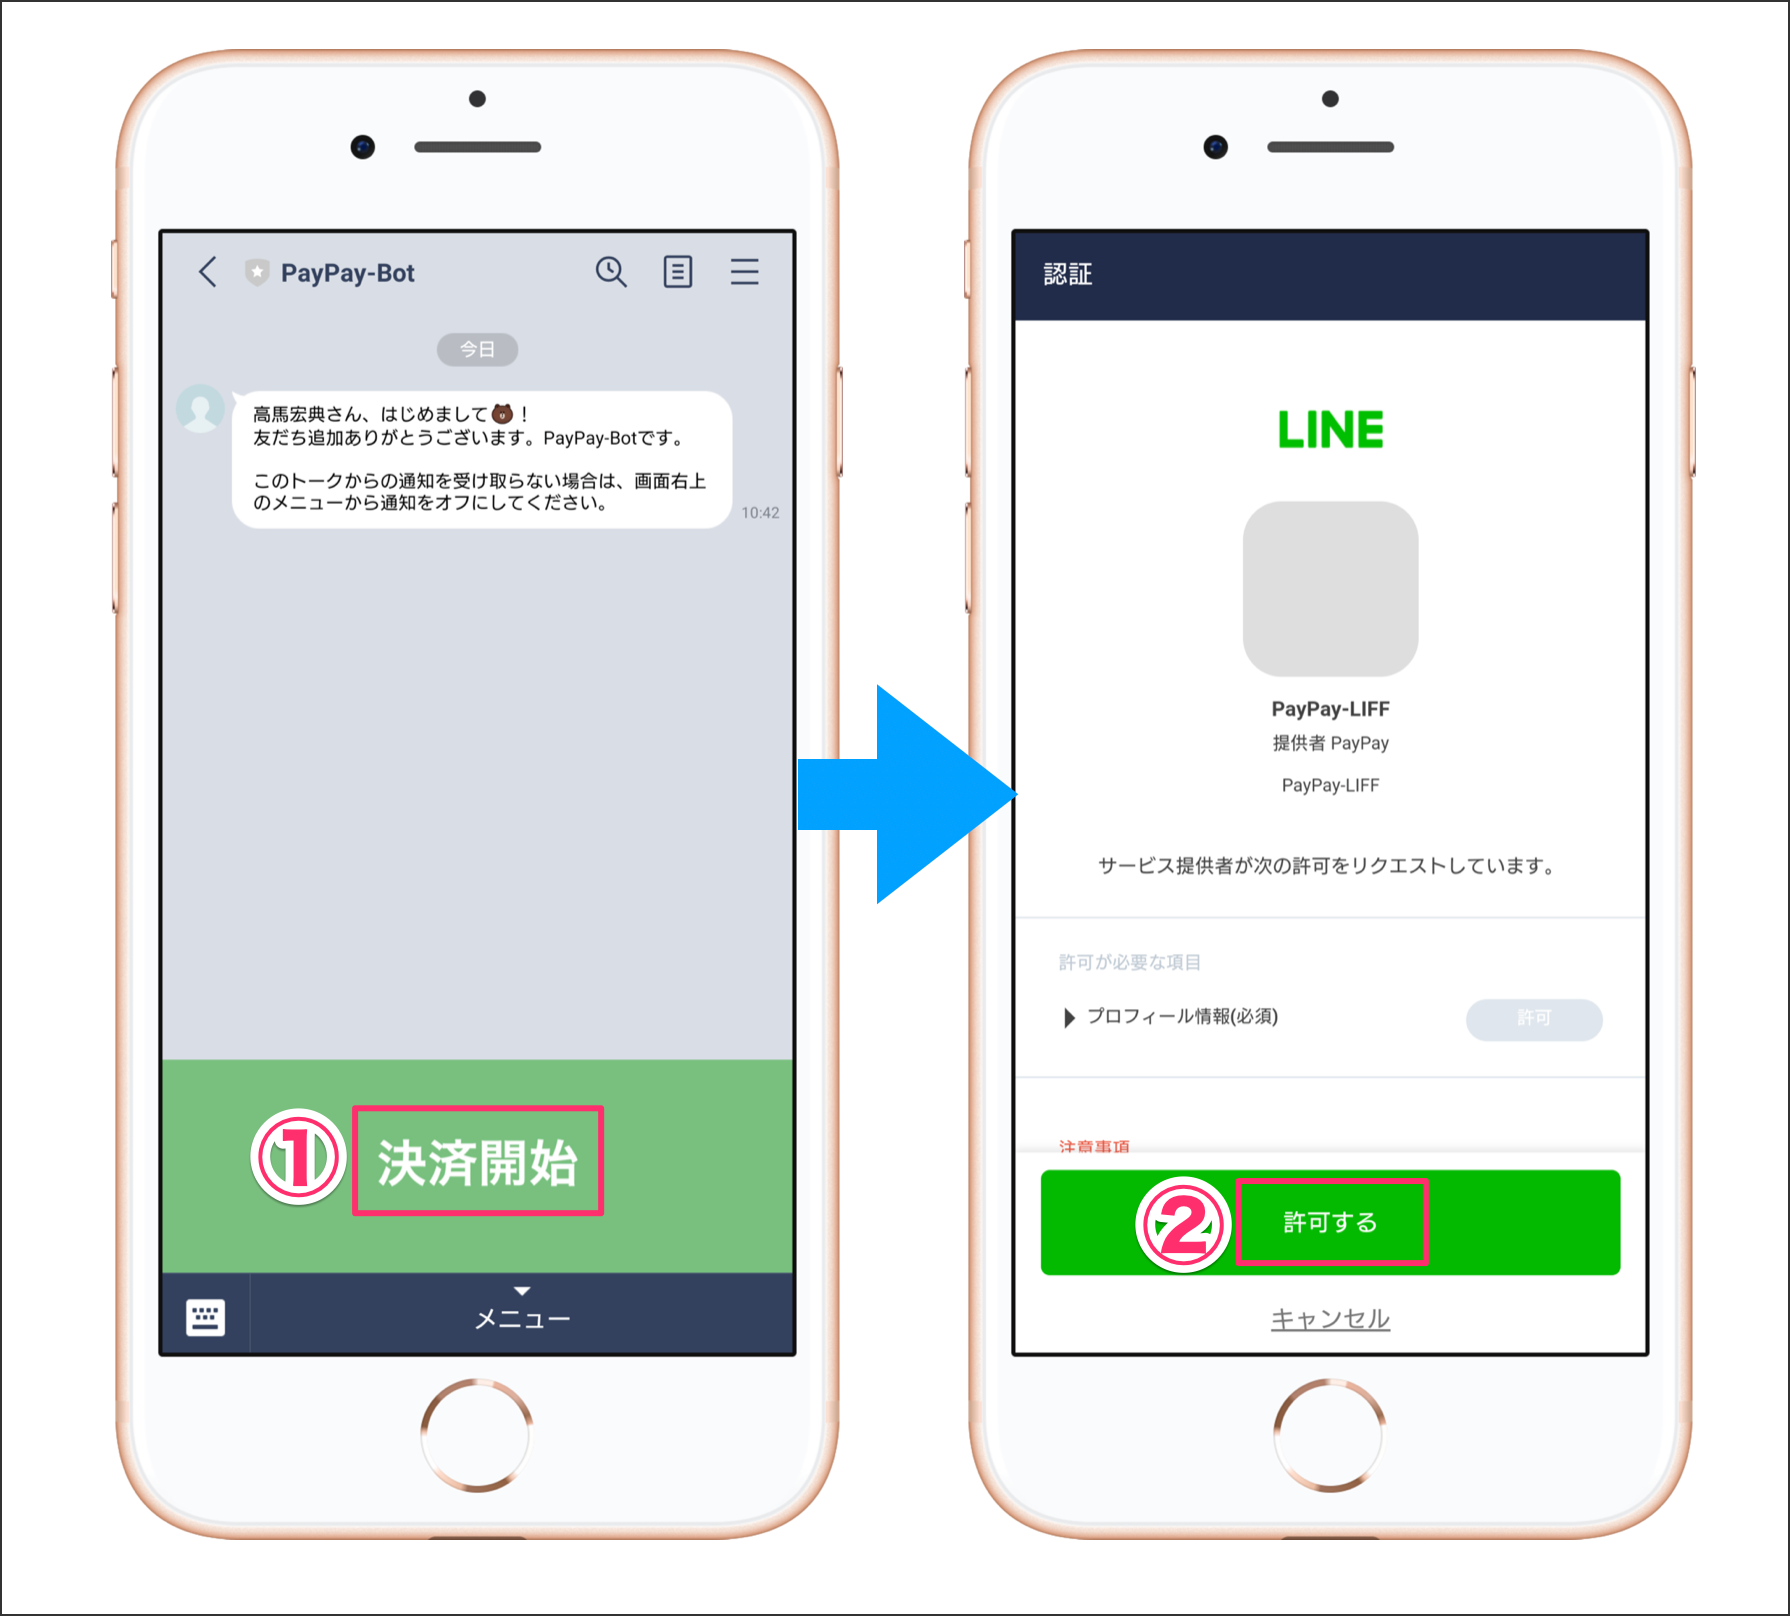 PayPay-Bot
今日
高馬宏典さん、はじめまして🐻！
友だち追加ありがとうございます。PayPay-Botです。
このトークからの通知を受け取らない場合は、画面右上
のメニューから通知をオフにしてください。
10:42
① 決済開始
メニュー
認証
LINE
PayPay-LIFF
提供者 PayPay
PayPay-LIFF
サービス提供者が次の許可をリクエストしています。
許可が必要な項目
プロフィール情報(必須)
許可
注意事項
② 許可する
キャンセル